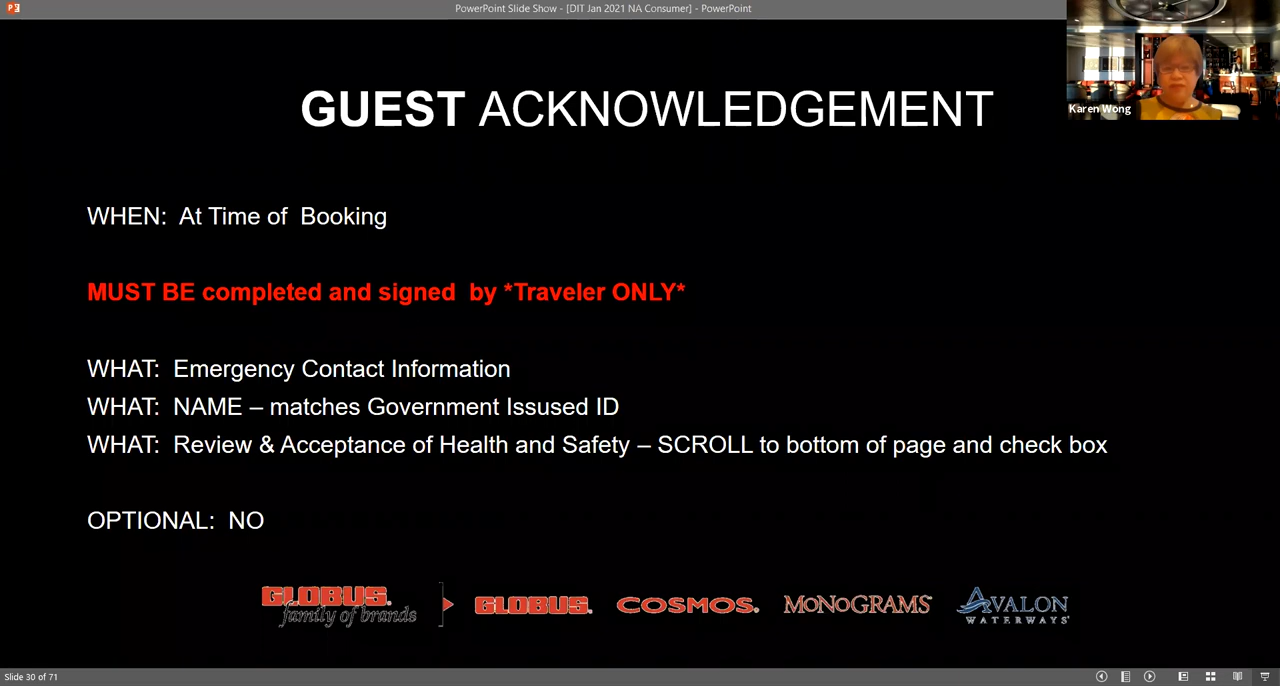 PowerPoint Slide Show - [DIT Jan 2021 NA Consumer] - PowerPoint
Karen Wong
GUEST ACKNOWLEDGEMENT
WHEN: At Time of Booking
MUST BE completed and signed by *Traveler ONLY*
WHAT: Emergency Contact Information
WHAT: NAME – matches Government Issused ID
WHAT: Review & Acceptance of Health and Safety – SCROLL to bottom of page and check box
OPTIONAL: NO
GLOBUS. family of brands GLOBUS. COSMOS. MONOGRAMS AVALON WATERWAYS
Slide 30 of 71